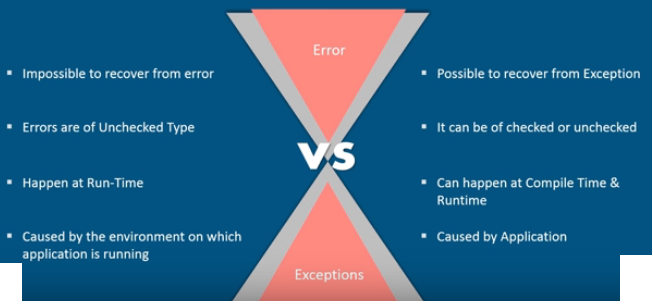 Error
Impossible to recover from error
Errors are of Unchecked Type
Happen at Run-Time
Caused by the environment on which
application is running
vs
Possible to recover from Exception
It can be of checked or unchecked
Can happen at Compile Time &
Runtime
Caused by Application
Exceptions